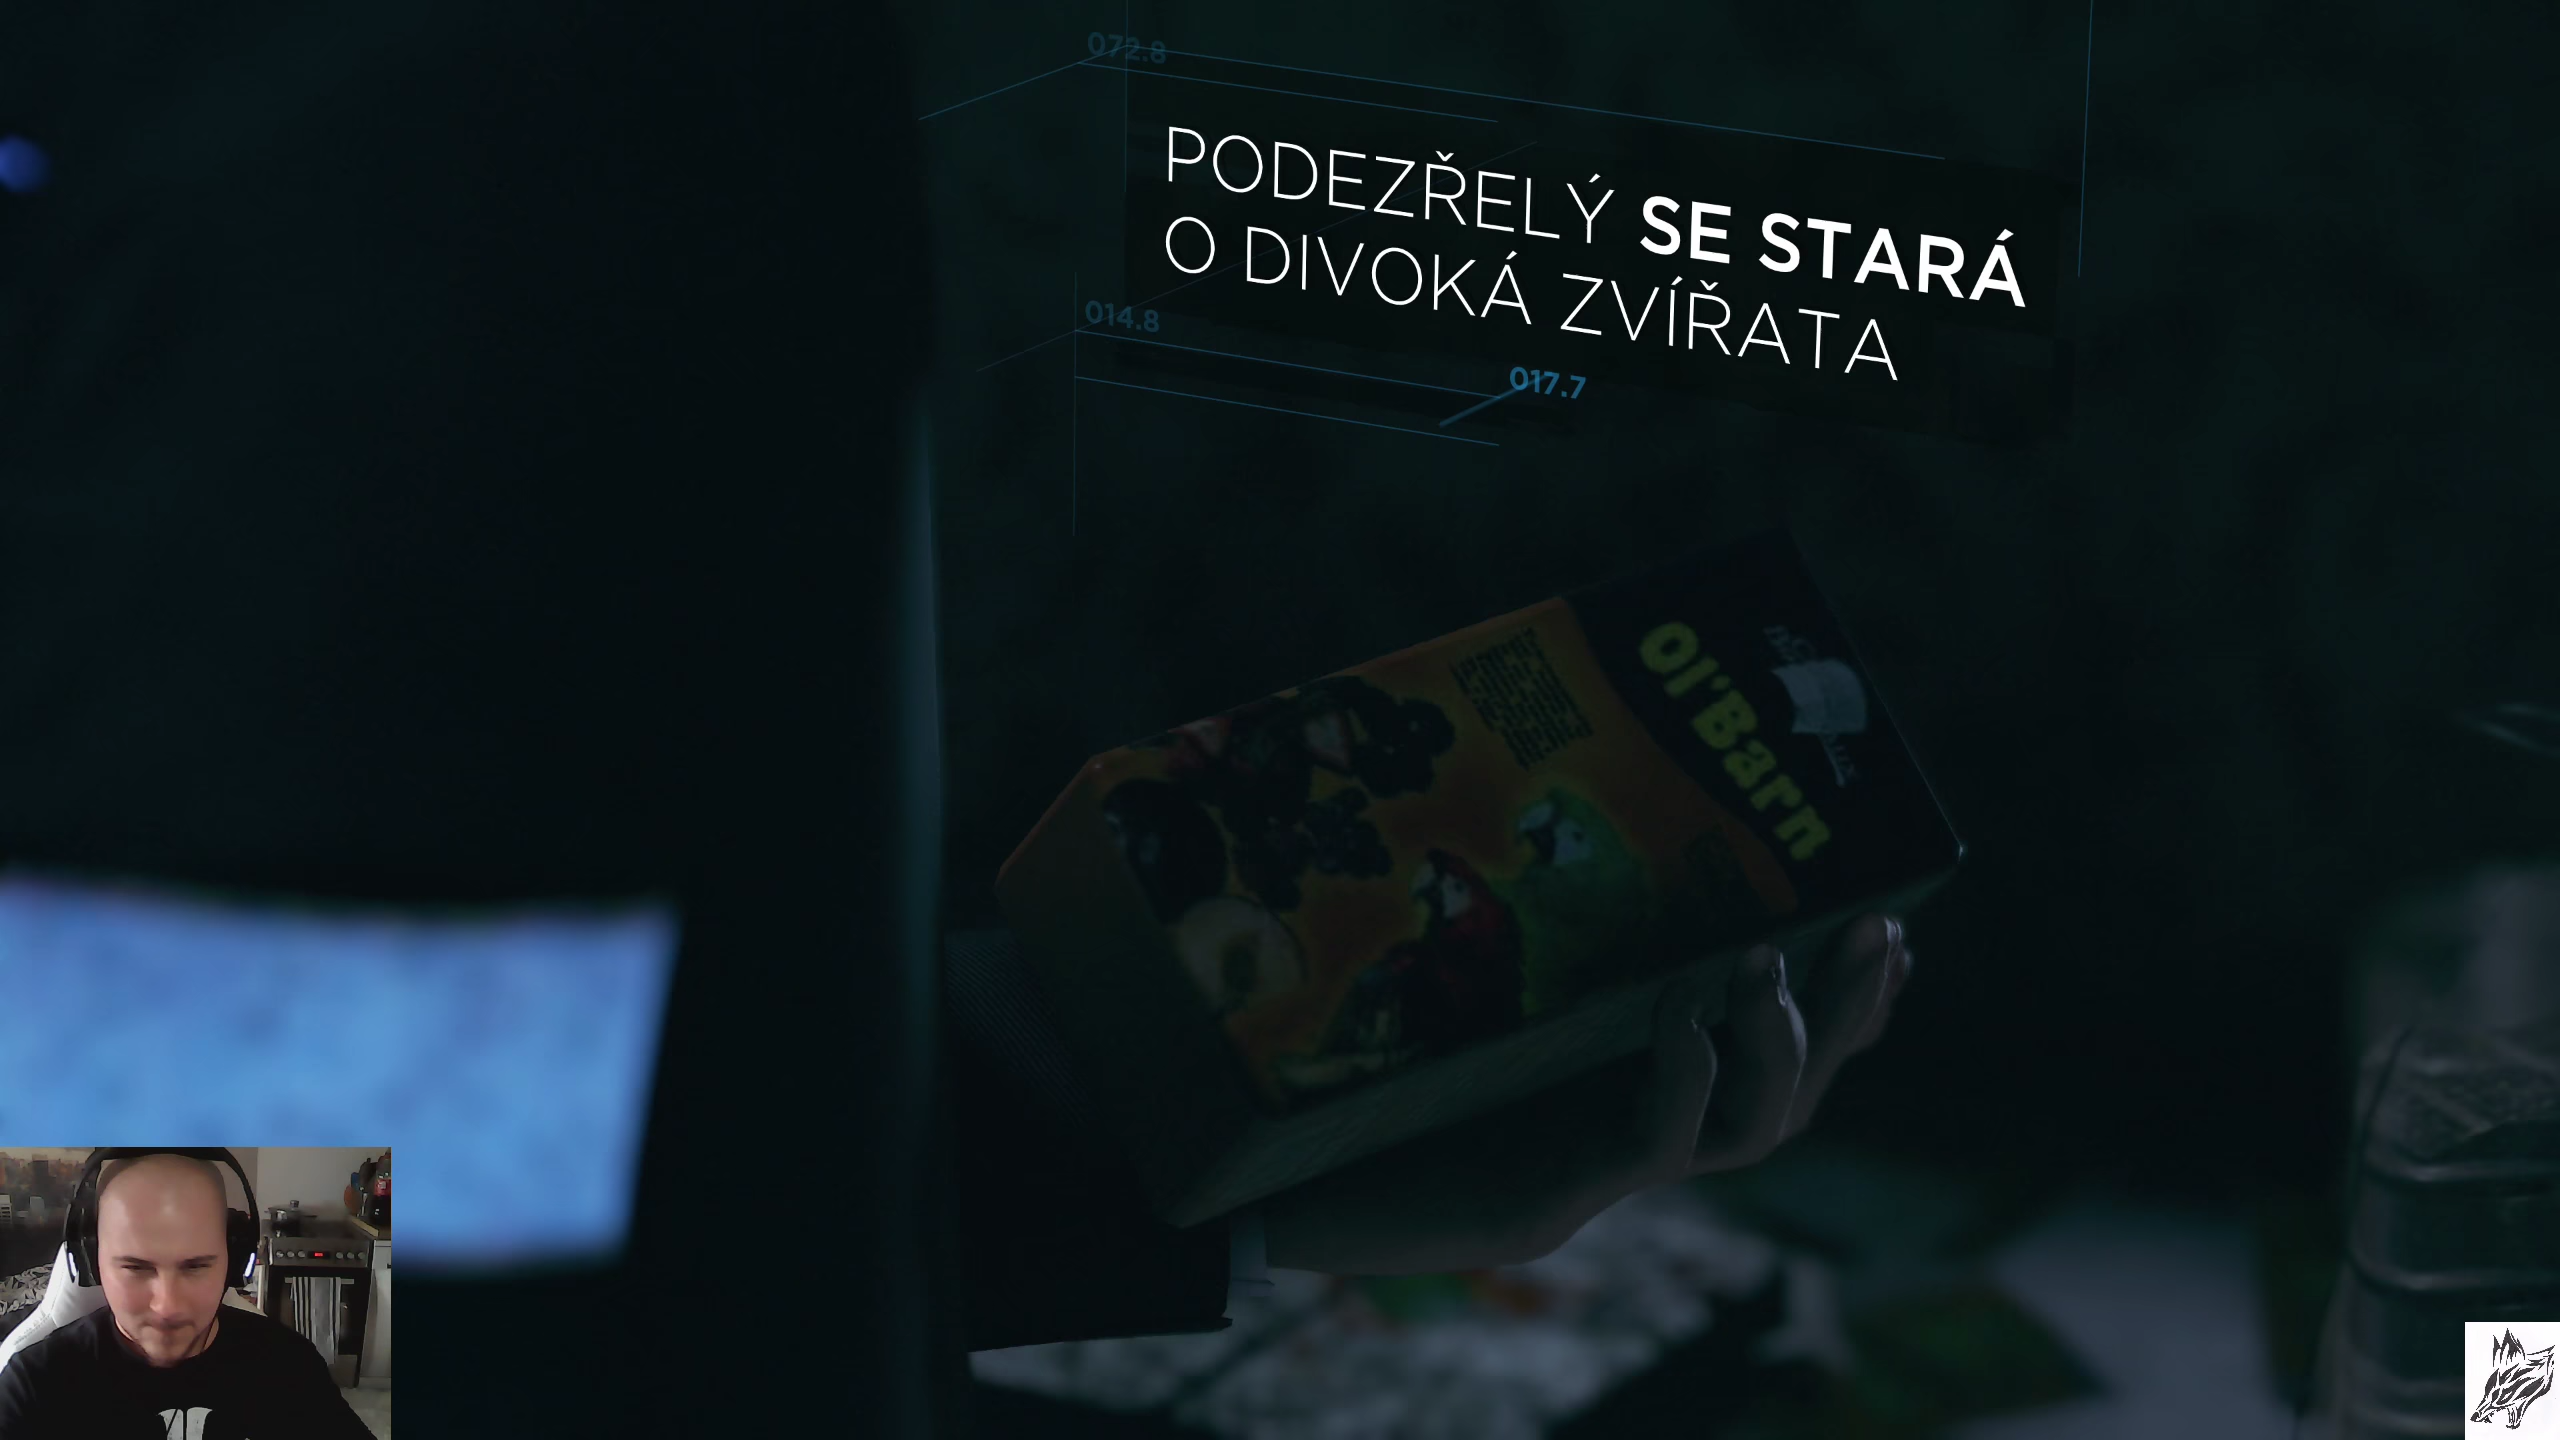 072.8
PODEZŘELÝ SE STARÁ
O DIVOKÁ ZVÍŘATA
014.8
017.7
Ol'Barn